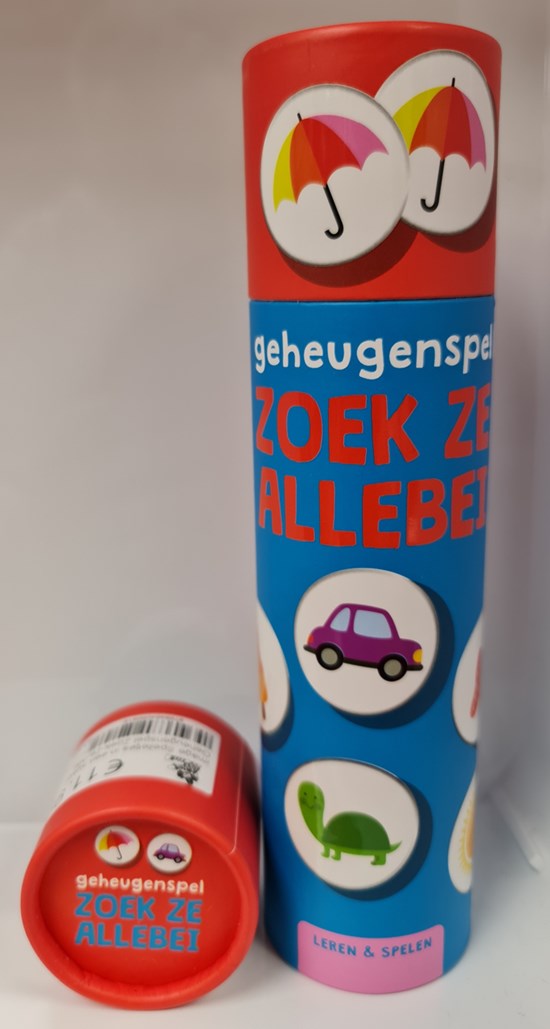 geheugenspel
ZOEK ZE
ALLEBEI
LEREN & SPELEN
geheugenspel
ZOEK ZE
ALLEBEI